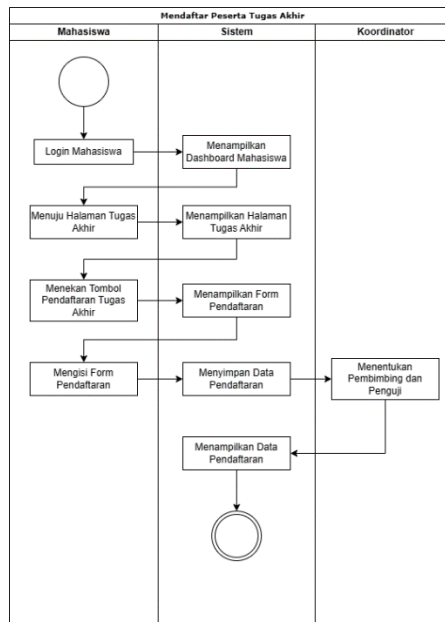 Mendaftar Peserta Tugas Akhir
Mahasiswa
Sistem
Koordinator
Login Mahasiswa
Menampilkan
Dashboard Mahasiswa
Menuju Halaman Tugas
Akhir
Menampilkan Halaman
Tugas Akhir
Menekan Tombol
Pendaftaran Tugas
Akhir
Menampilkan Form
Pendaftaran
Mengisi Form
Pendaftaran
Menyimpan Data
Pendaftaran
Menentukan
Pembimbing dan
Penguji
Menampilkan Data
Pendaftaran